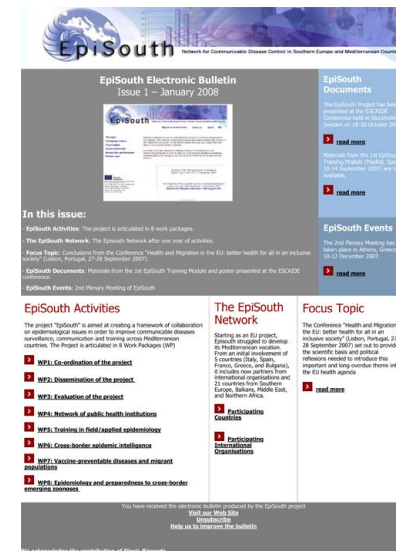 EpiSouth
Network for Communicable Disease Control in Southern Europe and Mediterranean Count
EpiSouth Electronic Bulletin
Issue 1 – January 2008
EpiSouth
In this issue:
- EpiSouth Activities: The project is articulated in 8 work packages.
- The EpiSouth Network. The Episouth Network after one year of activities.
- Focus Topic: Conclusions from the Conference "Health and Migration in the EU: better health for all in an inclusive
society" (Lisbon, Portugal, 27-28 September 2007).
- EpiSouth Documents: Materials from the 1st EpiSouth Training Module and poster presented at the ESCAIDE
conference.
- EpiSouth Events: 2nd Plenary Meeting of EpiSouth
EpiSouth
Documents
The EpiSouth Project has been
presented at the ESCAIDE
Conference held in Stockholm
Sweden on 18-20 October 20
read more
Materials from the 1st EpiSou
Training Module (Madrid, Spa
10-14 September 2007) are n
available.
read more
EpiSouth Events
The 2nd Plenary Meeting has
taken place in Athens, Greece
10-12 December 2007.
read more
EpiSouth Activities
The project "EpiSouth" is aimed at creating a framework of collaboration
on epidemiological issues in order to improve communicable diseases
surveillance, communication and training across Mediterranean
countries. The Project is articulated in 8 Work Packages (WP)
WP1: Co-ordination of the project
WP2: Dissemination of the project
WP3: Evaluation of the project
WP4: Network of public health institutions
WP5: Training in field/applied epidemiology
WP6: Cross-border epidemic intelligence
WP7: Vaccine-preventable diseases and migrant
populations
WP8: Epidemiology and preparedness to cross-border
emerging zoonoses
The EpiSouth
Network
Starting as an EU project,
Episouth struggled to develop
its Mediterranean vocation.
From an initial involvement of
5 countries (Italy, Spain,
France, Greece, and Bulgaria),
it includes now partners from
international organisations and
21 countries from Southern
Europe, Balkans, Middle East,
and Northern Africa.
Participating
Countries
Participating
International
Organisations
Focus Topic
The Conference "Health and Migration
the EU: better health for all in an
inclusive society" (Lisbon, Portugal, 27
28 September 2007) set out to provid
the scientific basis and political
reflexions needed to introduce this
important and long-overdue theme int
the EU health agenda
read more
You have received the electronic bulletin produced by the EpiSouth project
Visit our Web Site
Unsubscribe
Help us to improve the bulletin